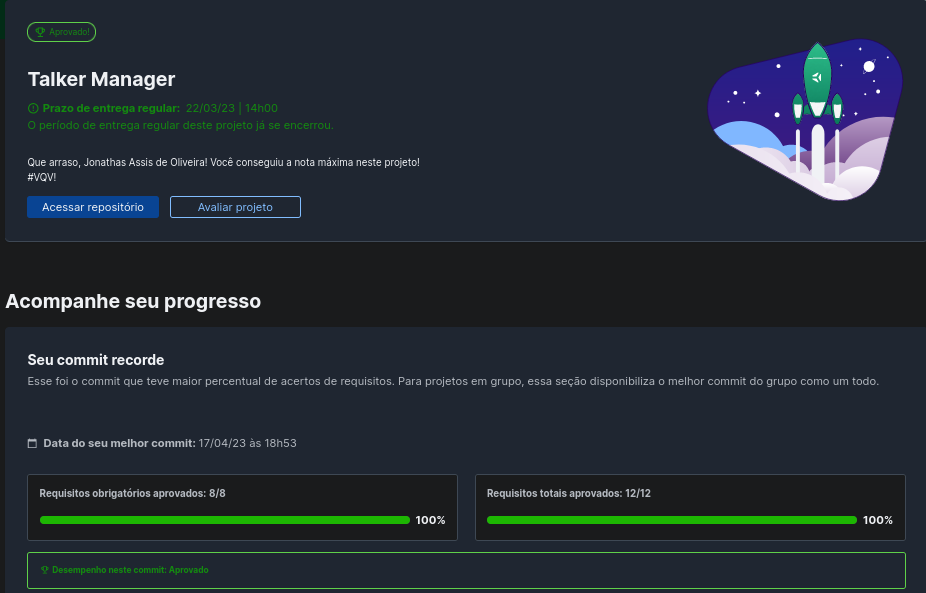 Aprovado!
Talker Manager
Prazo de entrega regular: 22/03/23 | 14h00
O período de entrega regular deste projeto já se encerrou.
Que arraso, Jonathas Assis de Oliveira! Você conseguiu a nota máxima neste projeto!
#VQV!
Acessar repositório Avaliar projeto
Acompanhe seu progresso
Seu commit recorde
Esse foi o commit que teve maior percentual de acertos de requisitos. Para projetos em grupo, essa seção disponibiliza o melhor commit do grupo como um todo.
Data do seu melhor commit: 17/04/23 às 18h53
Requisitos obrigatórios aprovados: 8/8
100%
Requisitos totais aprovados: 12/12
100%
Desempenho neste commit: Aprovado